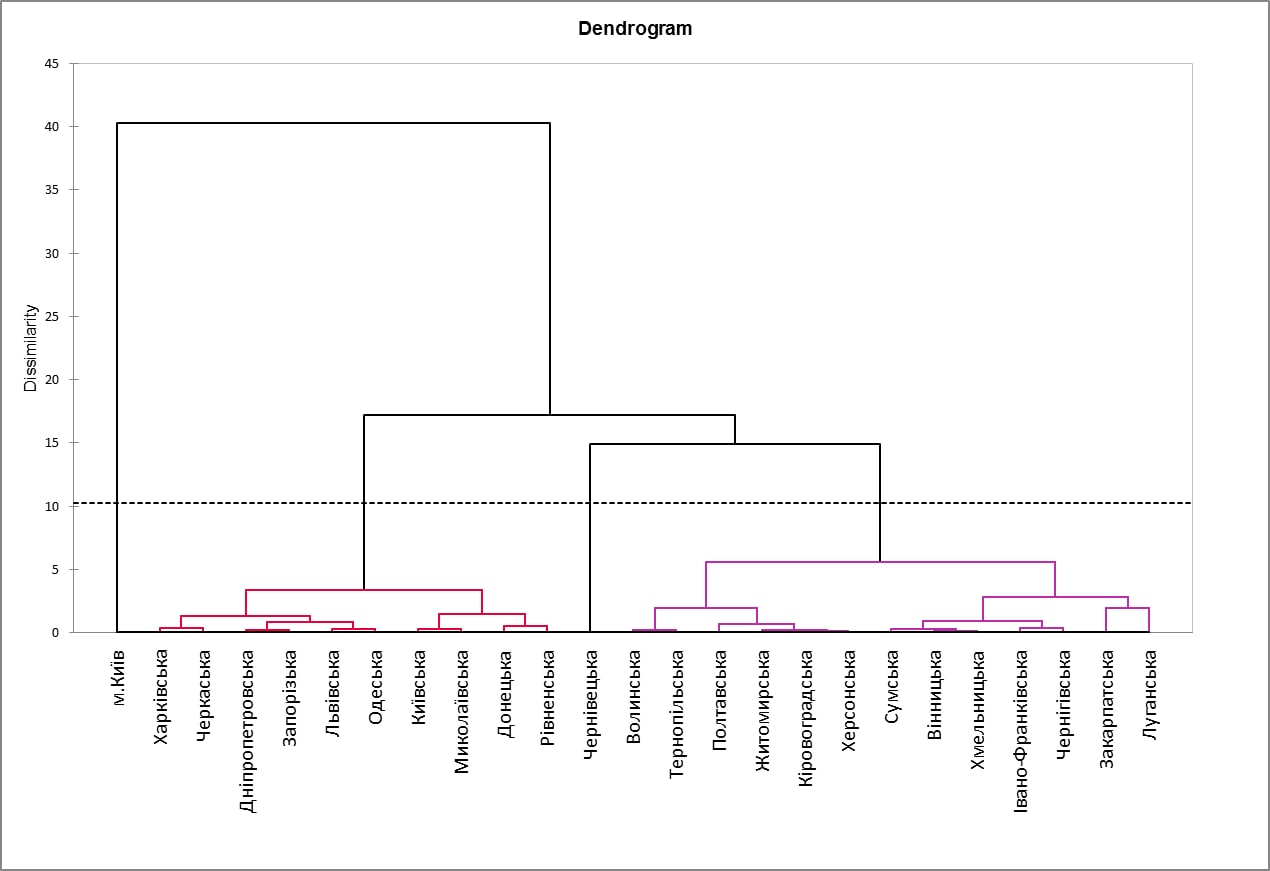 Dendrogram
45
40
35
30
25
20
15
10
5
0
Dissimilarity
м.Київ
Харківська
Черкаська
Дніпропетровська
Запорізька
Львівська
Одеська
Київська
Миколаївська
Донецька
Рівненська
Чернівецька
Волинська
Тернопільська
Полтавська
Житомирська
Кіровоградська
Херсонська
Сумська
Вінницька
Хмельницька
Івано-Франківська
Чернігівська
Закарпатська
Луганська